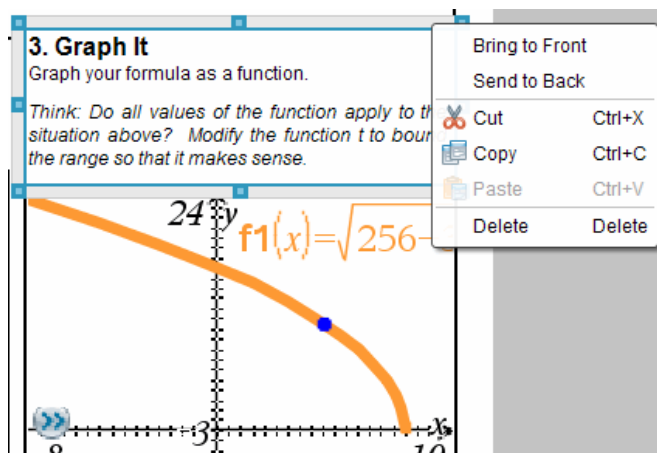 3. Graph It
Graph your formula as a function.
Think: Do all values of the function apply to
situation above? Modify the function t to
the range so that it makes sense.
Bring to Front
Send to Back
Cut Ctrl+X
Copy Ctrl+C
Paste Ctrl+V
Delete Delete
24 y
f1(x)=√256-
-3
x
-8
10